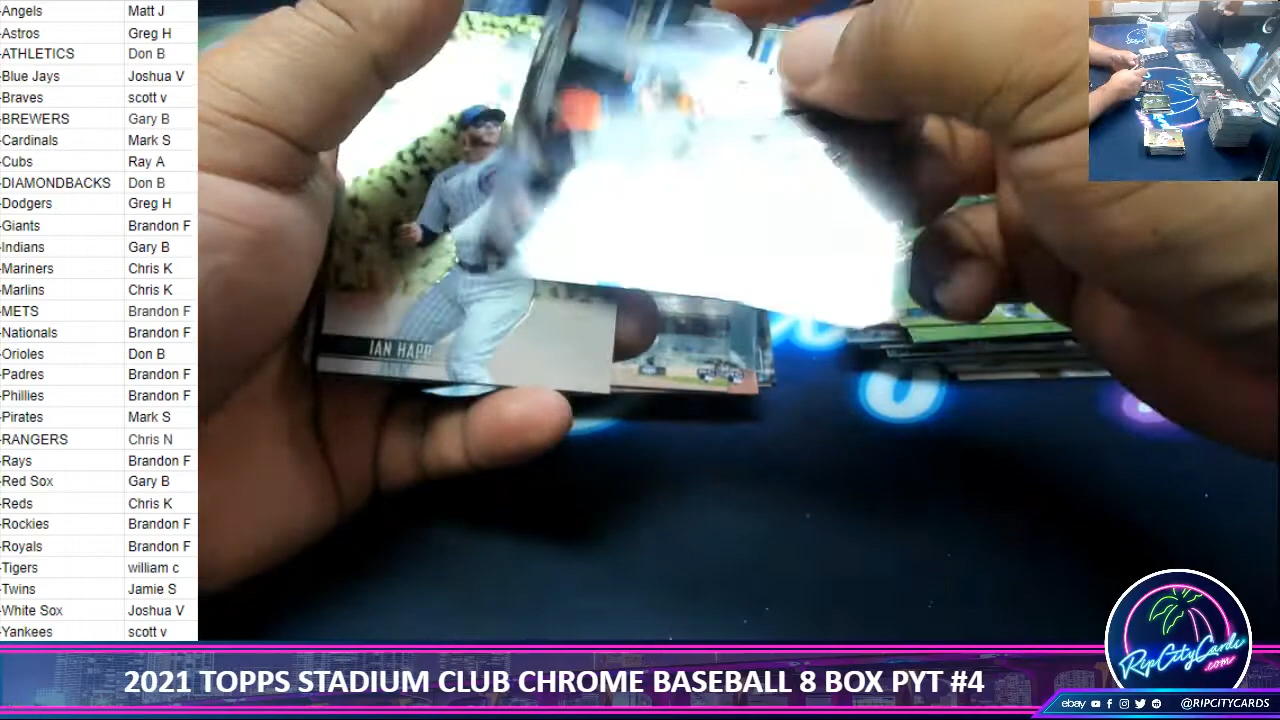 -Angels Matt J
-Astros Greg H
-ATHLETICS Don B
-Blue Jays Joshua V
-Braves scott v
-BREWERS Gary B
-Cardinals Mark S
-Cubs Ray A
-DIAMONDBACKS Don B
-Dodgers Greg H
-Giants Brandon F
-Indians Gary B
-Mariners Chris K
-Marlins Chris K
-METS Brandon F
-Nationals Brandon F
-Orioles Don B
-Padres Brandon F
-Phillies Brandon F
-Pirates Mark S
-RANGERS Chris N
-Rays Brandon F
-Red Sox Gary B
-Reds Chris K
-Rockies Brandon F
-Royals Brandon F
-Tigers william c
-Twins Jamie S
-White Sox Joshua V
-Yankees scott v
IAN HAPP
RipCityCards
.com
2021 TOPPS STADIUM CLUB CHROME BASEBALL 8 BOX PYT #4
ebay @RIPCITYCARDS